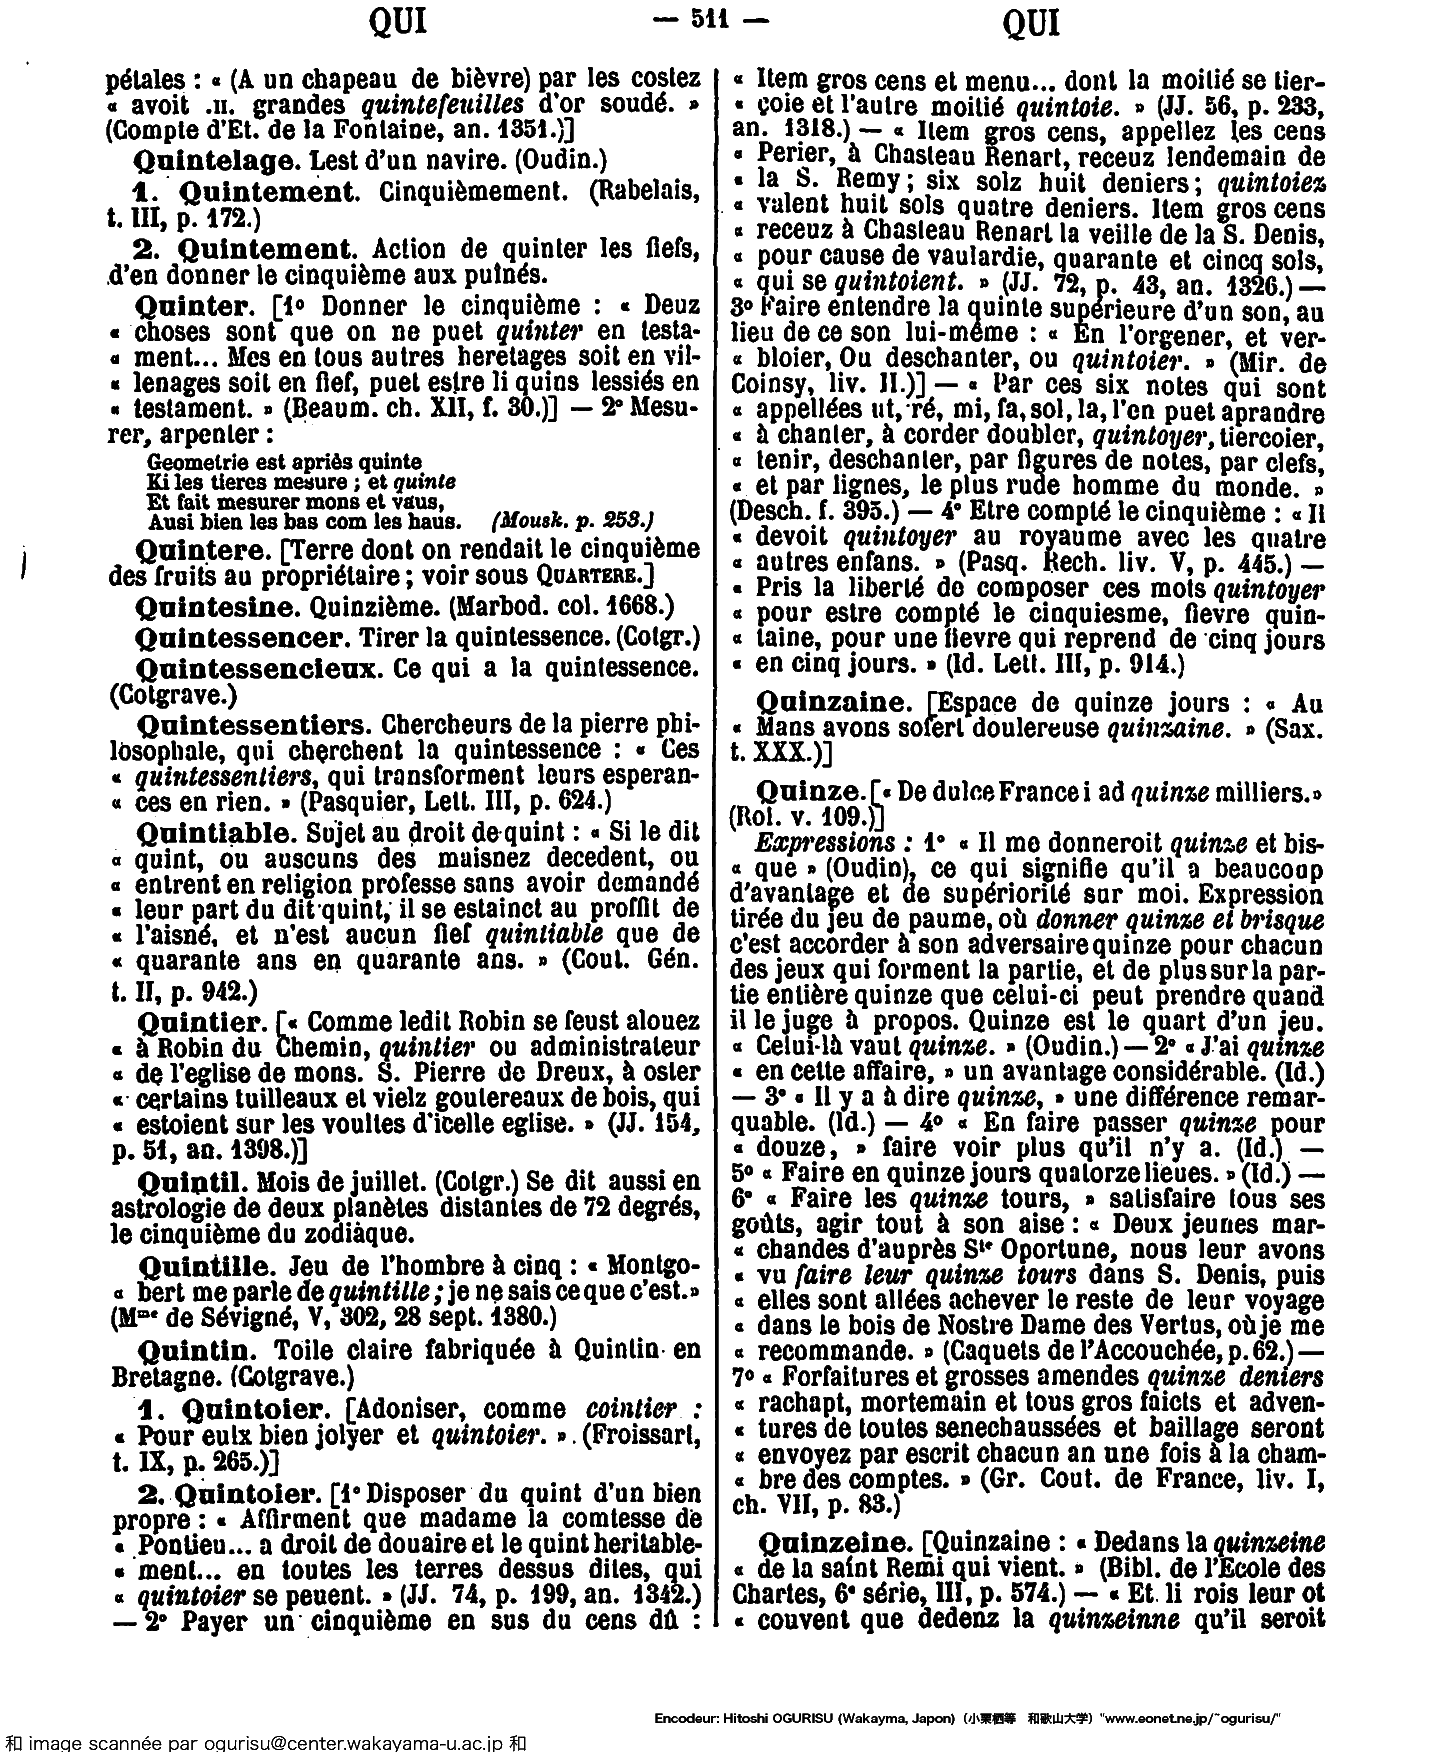 QUI — 511 — QUI
pétales : « (A un chapeau de bièvre) par les costez
« avoit .II. grandes quintefeuilles d'or soudé. »
(Compte d'Et. de la Fontaine, an. 1351.)]
Quintelage. Lest d'un navire. (Oudin.)
1. Quintement. Cinquièmement. (Rabelais,
t. III, p. 172.)
2. Quintement. Action de quinter les fiefs,
d'en donner le cinquième aux puînés.
Quinter. [1º Donner le cinquième : « Deuz
« choses sont que on ne puet quinter en testa-
« ment... Mes en tous autres heretages soit en vil-
« lenages soit en fief, puet estre li quins lessiés en
« testament. » (Beaum. ch. XII, f. 30.)] — 2º Mesu-
rer, arpenter :
Geometrie est apriès quinte
Ki les tieres mesure ; et quinte
Et fait mesurer mons et vaus,
Ausi bien les bas com les haus. (Mousk. p. 253.)
Quintere. [Terre dont on rendait le cinquième
des fruits au propriétaire ; voir sous QUARTERE.]
Quintesine. Quinzième. (Marbod. col. 1668.)
Quintessencer. Tirer la quintessence. (Cotgr.)
Quintessencieux. Ce qui a la quintessence.
(Cotgrave.)
Quintessentiers. Chercheurs de la pierre phi-
losophale, qui cherchent la quintessence : « Ces
« quintessentiers, qui transforment leurs esperan-
« ces en rien. » (Pasquier, Lett. III, p. 624.)
Quintiable. Sujet au droit de quint : « Si le dit
« quint, ou auscuns des maisnez decedent, ou
« entrent en religion professe sans avoir demandé
« leur part du dit quint, il se estainct au proffit de
« l'aisné, et n'est aucun fief quintiable que de
« quarante ans en quarante ans. » (Cout. Gén.
t. II, p. 942.)
Quintier. [« Comme ledit Robin se feust alouez
« à Robin du Chemin, quintier ou administrateur
« de l'eglise de mons. S. Pierre de Dreux, à oster
« certains tuilleaux et vielz goutereaux de bois, qui
« estoient sur les voultes d'icelle eglise. » (JJ. 154,
p. 51, an. 1398.)]
Quintil. Mois de juillet. (Cotgr.) Se dit aussi en
astrologie de deux planètes distantes de 72 degrés,
le cinquième du zodiaque.
Quintille. Jeu de l'hombre à cinq : « Montgo-
« bert me parle de quintille ; je ne sais ce que c'est. »
(Mme de Sévigné, V, 302, 28 sept. 1380.)
Quintin. Toile claire fabriquée à Quintin en
Bretagne. (Cotgrave.)
1. Quintoier. [Adoniser, comme cointier :
« Pour eulx bien jolyer et quintoier. » (Froissart,
t. IX, p. 265.)]
2. Quintoier. [1º Disposer du quint d'un bien
propre : « Affirment que madame la comtesse de
« Pontieu... a droit de douaire et le quint heritable-
« ment... en toutes les terres dessus dites, qui
« quintoier se peuent. » (JJ. 74, p. 199, an. 1342.)
— 2º Payer un cinquième en sus du cens dû :
« Item gros cens et menu... dont la moitié se tier-
« çoie et l'autre moitié quintoie. » (JJ. 56, p. 233,
an. 1318.) — « Item gros cens, appellez les cens
« Perier, à Chasteau Renart, receuz lendemain de
« la S. Remy ; six solz huit deniers ; quintoiez
« valent huit sols quatre deniers. Item gros cens
« receuz à Chasteau Renart la veille de la S. Denis,
« pour cause de vaulardie, quarante et cincq sols,
« qui se quintoient. » (JJ. 72, p. 43, an. 1326.) —
3º Faire entendre la quinte supérieure d'un son, au
lieu de ce son lui-même : « En l'orgener, et ver-
« bloier, Ou deschanter, ou quintoier. » (Mir. de
Coinsy, liv. II.)] — « Par ces six notes qui sont
« appellées ut, ré, mi, fa, sol, la, l'en puet aprandre
« à chanter, à corder doubler, quintoyer, tiercoier,
« tenir, deschanter, par figures de notes, par clefs,
« et par lignes, le plus rude homme du monde. »
(Desch. f. 395.) — 4º Etre compté le cinquième : « Il
« devoit quintoyer au royaume avec les quatre
« autres enfans. » (Pasq. Rech. liv. V, p. 445.) —
« Pris la liberté de composer ces mots quintoyer
« pour estre compté le cinquiesme, fievre quin-
« taine, pour une fievre qui reprend de cinq jours
« en cinq jours. » (Id. Lett. III, p. 914.)
Quinzaine. [Espace de quinze jours : « Au
« Mans avons sofert doulereuse quinzaine. » (Sax.
t. XXX.)]
Quinze. [« De dulce France i ad quinze milliers. »
(Rol. v. 109.)]
Expressions : 1º « Il me donneroit quinze et bis-
« que » (Oudin), ce qui signifie qu'il a beaucoup
d'avantage et de supériorité sur moi. Expression
tirée du jeu de paume, où donner quinze et brisque
c'est accorder à son adversaire quinze pour chacun
des jeux qui forment la partie, et de plus sur la par-
tie entière quinze que celui-ci peut prendre quand
il le juge à propos. Quinze est le quart d'un jeu.
« Celui-là vaut quinze. » (Oudin.) — 2º « J'ai quinze
« en cette affaire, » un avantage considérable. (Id.)
— 3º « Il y a à dire quinze, » une différence remar-
quable. (Id.) — 4º « En faire passer quinze pour
« douze, » faire voir plus qu'il n'y a. (Id.) —
5º « Faire en quinze jours quatorze lieues. » (Id.) —
6º « Faire les quinze tours, » satisfaire tous ses
goûts, agir tout à son aise : « Deux jeunes mar-
« chandes d'auprès Ste Oportune, nous leur avons
« vu faire leur quinze tours dans S. Denis, puis
« elles sont allées achever le reste de leur voyage
« dans le bois de Nostre Dame des Vertus, où je me
« recommande. » (Caquets de l'Accouchée, p. 62.) —
7º « Forfaitures et grosses amendes quinze deniers
« rachapt, mortemain et tous gros faicts et adven-
« tures de toutes senechaussées et baillage seront
« envoyez par escrit chacun an une fois à la cham-
« bre des comptes. » (Gr. Cout. de France, liv. I,
ch. VII, p. 83.)
Quinzeine. [Quinzaine : « Dedans la quinzeine
« de la saint Remi qui vient. » (Bibl. de l'Ecole des
Chartes, 6e série, III, p. 574.) — « Et li rois leur ot
« couvent que dedenz la quinzeinne qu'il seroit
Encodeur: Hitoshi OGURISU (Wakayma, Japon) (小栗栖等 和歌山大学) "www.eonet.ne.jp/~ogurisu/"
和 image scannée par ogurisu@center.wakayama-u.ac.jp 和